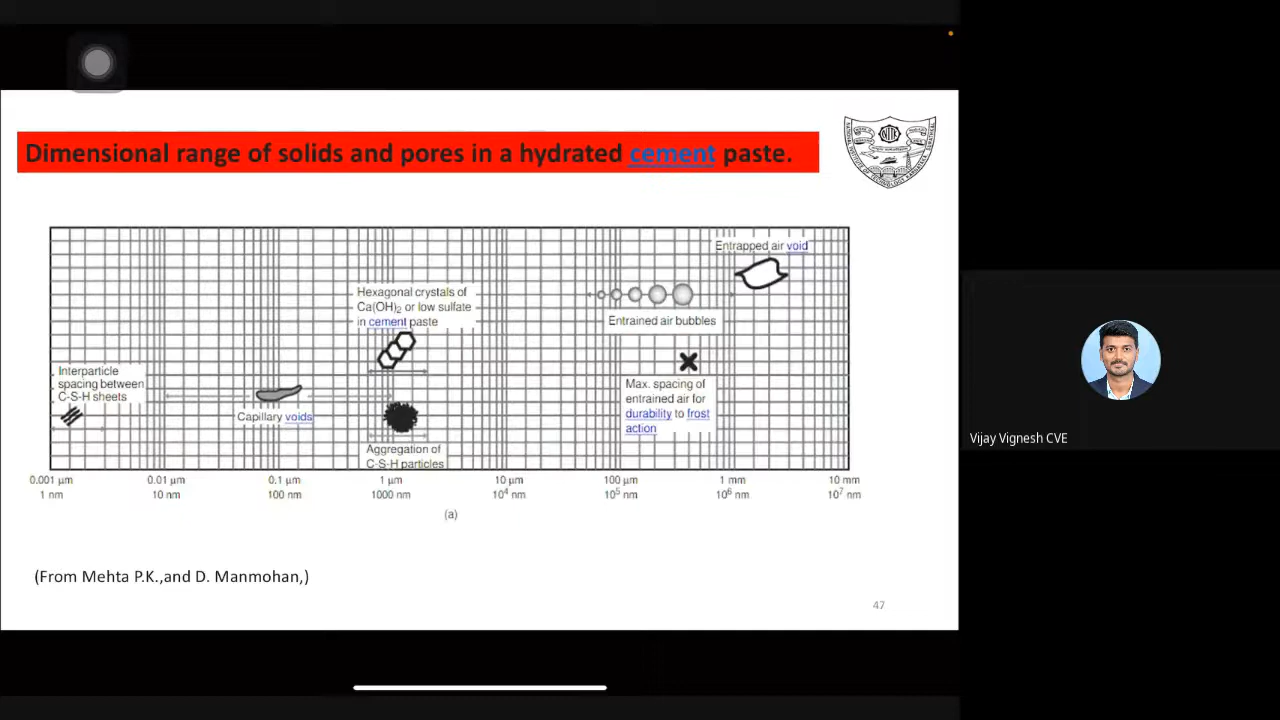 Dimensional range of solids and pores in a hydrated cement paste.
Entrapped air void
Hexagonal crystals of
Ca(OH)₂ or low sulfate
in cement paste
Entrained air bubbles
Interparticle
spacing between
C-S-H sheets
Capillary voids
Max. spacing of
entrained air for
durability to frost
action
Aggregation of
C-S-H particles
0.001 μm 0.01 μm 0.1 μm 1 μm 10 μm 100 μm 1 mm 10 mm
1 nm 10 nm 100 nm 1000 nm 10⁴ nm 10⁵ nm 10⁶ nm 10⁷ nm
(a)
(From Mehta P.K.,and D. Manmohan,)
47
Vijay Vignesh CVE